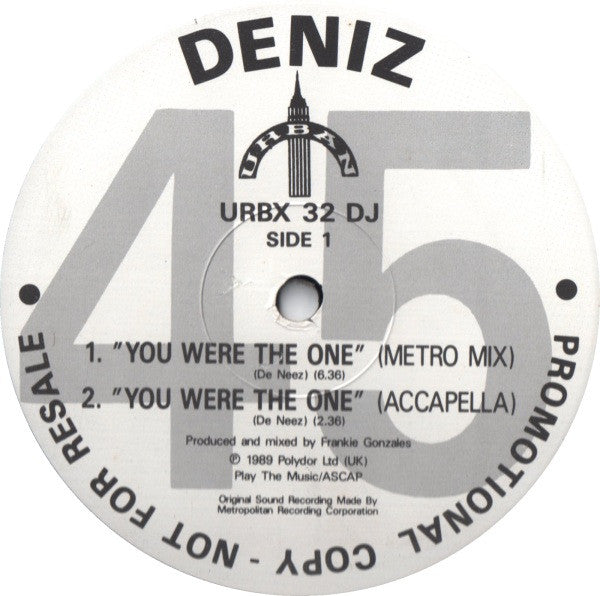 DENIZ
URBAN
URBX 32 DJ
SIDE 1
45
1. "YOU WERE THE ONE" (METRO MIX)
(De Neez) (6.36)
2. "YOU WERE THE ONE" (ACCAPELLA)
(De Neez) (2.36)
Produced and mixed by Frankie Gonzales
℗ 1989 Polydor Ltd (UK)
Play The Music/ASCAP
Original Sound Recording Made By
Metropolitan Recording Corporation
• PROMOTIONAL COPY - NOT FOR RESALE •